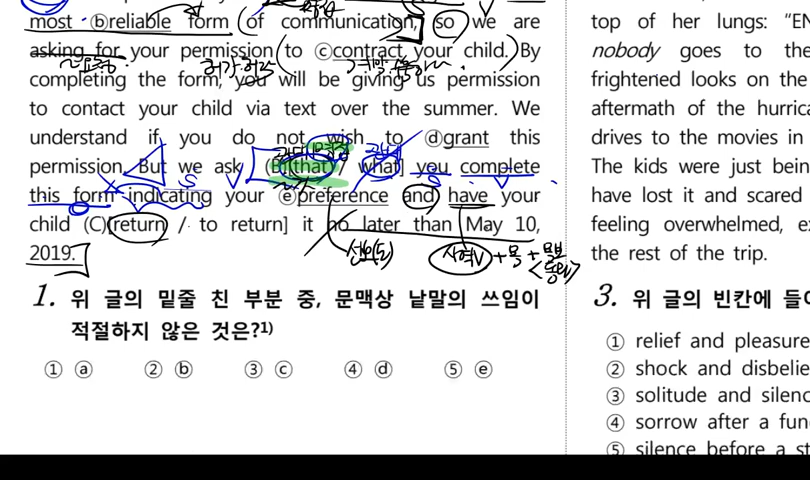 most ⓑreliable form of communication, so we are
asking for your permission to ⓒcontract your child. By
completing the form, you will be giving us permission
to contact your child via text over the summer. We
understand if you do not wish to ⓓgrant this
permission. But we ask (B)[that / what] you complete
this form indicating your ⓔpreference and have your
child (C)[return / to return] it no later than May 10,
2019.
1. 위 글의 밑줄 친 부분 중, 문맥상 낱말의 쓰임이
적절하지 않은 것은?1)
① ⓐ ② ⓑ ③ ⓒ ④ ⓓ ⑤ ⓔ
top of her lungs: "EN
nobody goes to the
frightened looks on the
aftermath of the hurric
drives to the movies in
The kids were just bein
have lost it and scared
feeling overwhelmed, e
the rest of the trip.
3. 위 글의 빈칸에 들어
① relief and pleasure
② shock and disbelie
③ solitude and silenc
④ sorrow after a fun
⑤ silence before a st